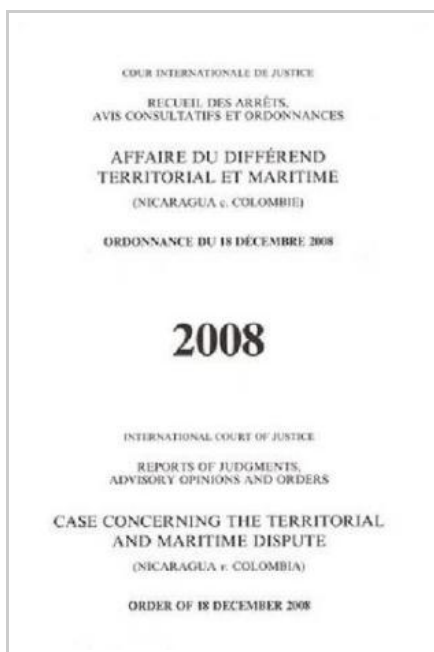 COUR INTERNATIONALE DE JUSTICE
RECUEIL DES ARRÊTS,
AVIS CONSULTATIFS ET ORDONNANCES
AFFAIRE DU DIFFÉREND
TERRITORIAL ET MARITIME
(NICARAGUA c. COLOMBIE)
ORDONNANCE DU 18 DÉCEMBRE 2008
2008
INTERNATIONAL COURT OF JUSTICE
REPORTS OF JUDGMENTS,
ADVISORY OPINIONS AND ORDERS
CASE CONCERNING THE TERRITORIAL
AND MARITIME DISPUTE
(NICARAGUA v. COLOMBIA)
ORDER OF 18 DECEMBER 2008